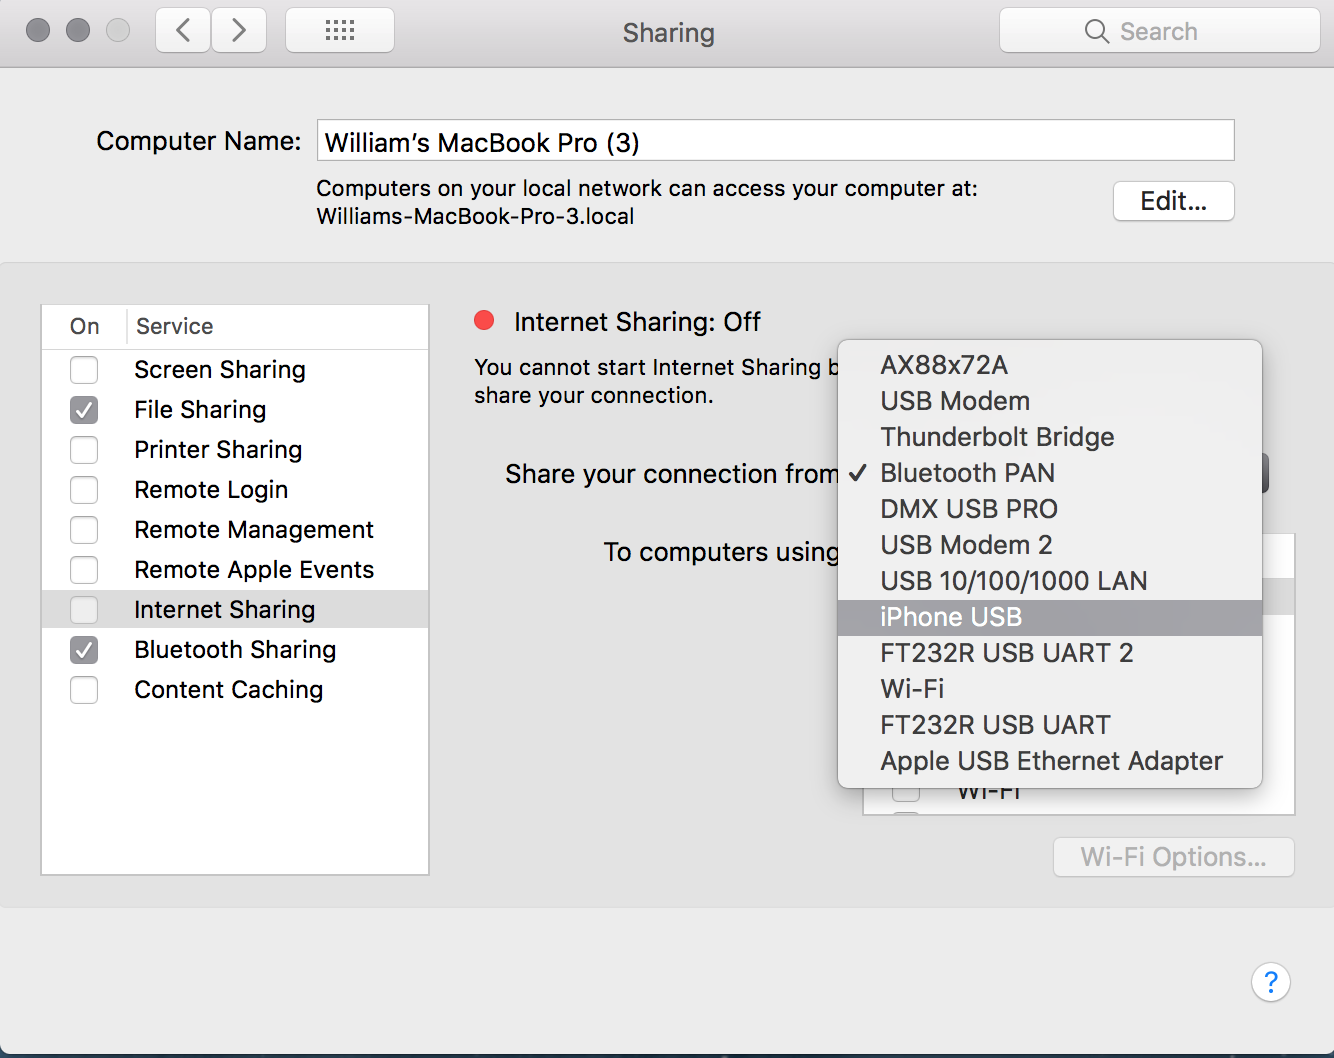 Sharing
Search
Computer Name:
William’s MacBook Pro (3)
Computers on your local network can access your computer at:
Williams-MacBook-Pro-3.local
Edit...
On
Service
Screen Sharing
File Sharing
Printer Sharing
Remote Login
Remote Management
Remote Apple Events
Internet Sharing
Bluetooth Sharing
Content Caching
Internet Sharing: Off
You cannot start Internet Sharing b
share your connection.
Share your connection from
To computers using
AX88x72A
USB Modem
Thunderbolt Bridge
Bluetooth PAN
DMX USB PRO
USB Modem 2
USB 10/100/1000 LAN
iPhone USB
FT232R USB UART 2
Wi-Fi
FT232R USB UART
Apple USB Ethernet Adapter
Wi-Fi
Wi-Fi Options...
?